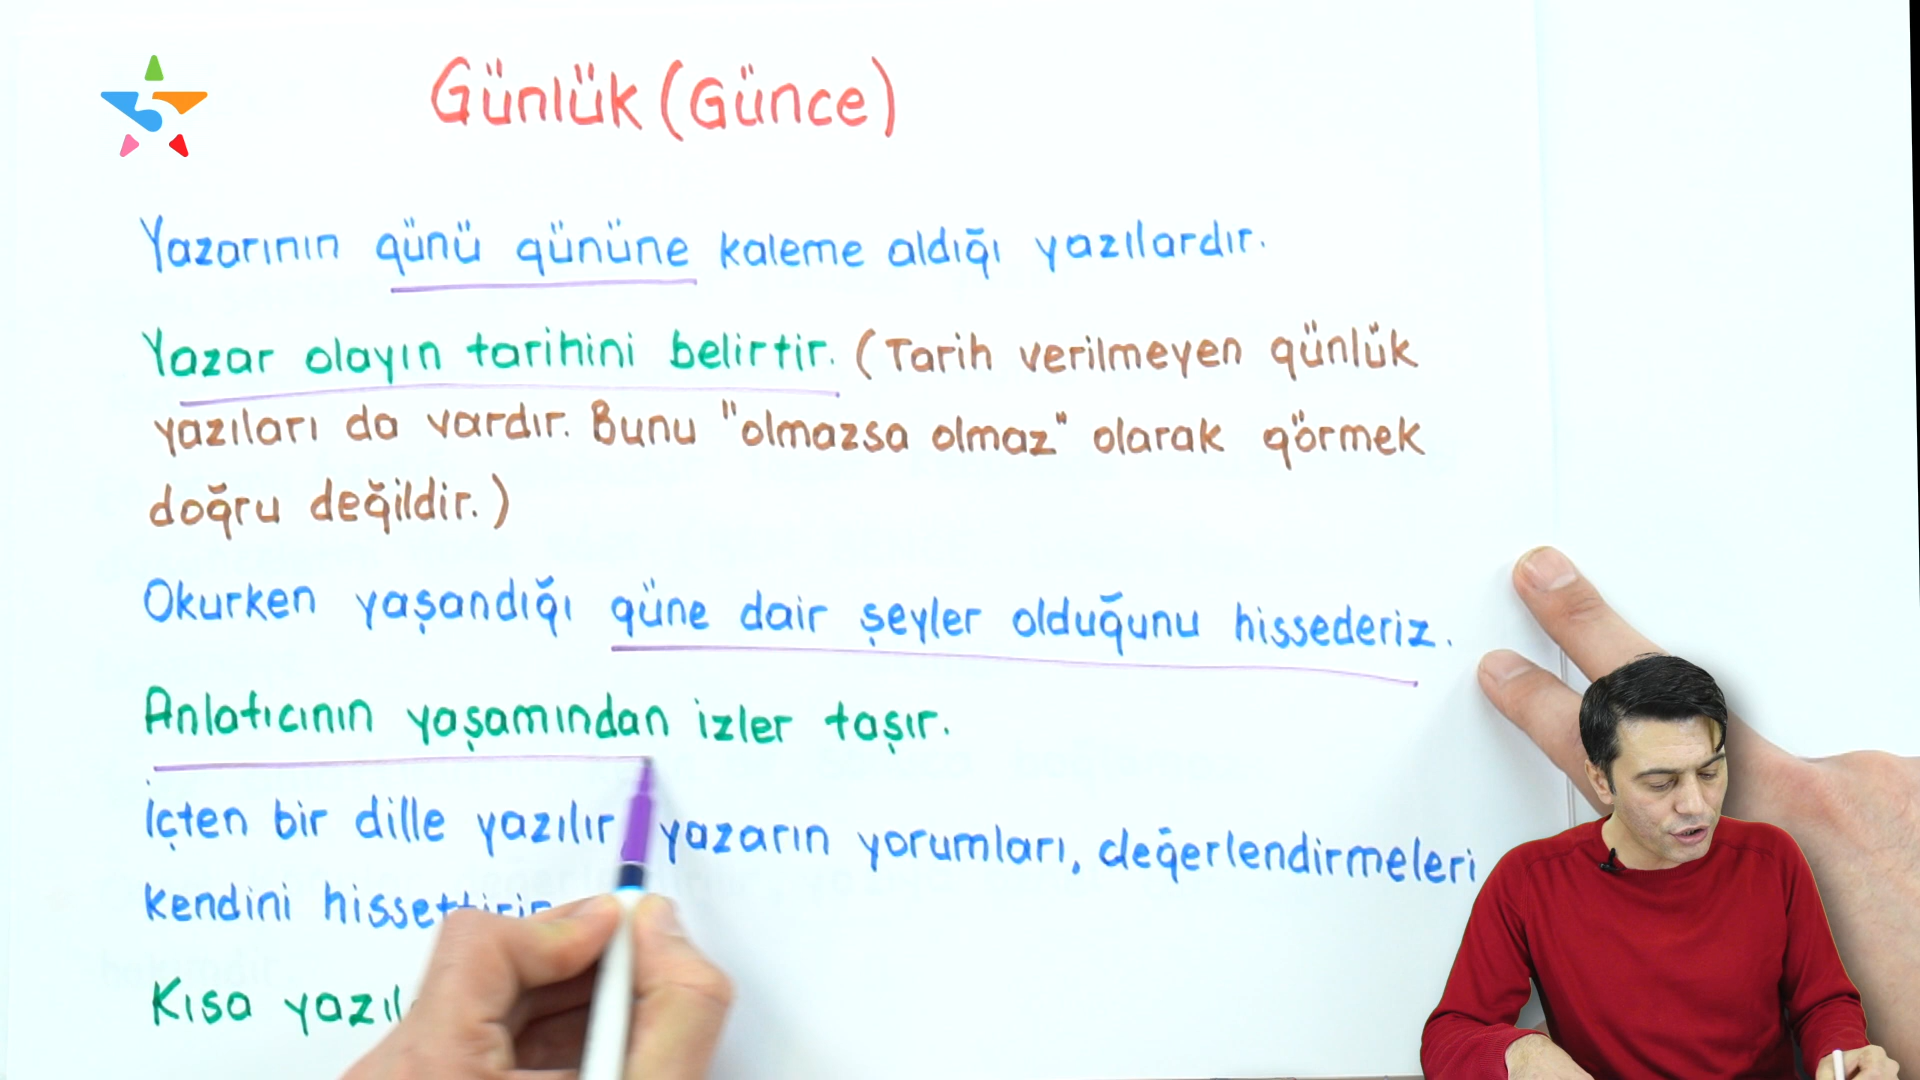 Günlük (Günce)
Yazarının günü gününe kaleme aldığı yazılardır.
Yazar olayın tarihini belirtir. (Tarih verilmeyen günlük
yazıları da vardır. Bunu "olmazsa olmaz" olarak görmek
doğru değildir.)
Okurken yaşandığı güne dair şeyler olduğunu hissederiz.
Anlatıcının yaşamından izler taşır.
İçten bir dille yazılır yazarın yorumları, değerlendirmeleri
kendini hissettirir
Kısa